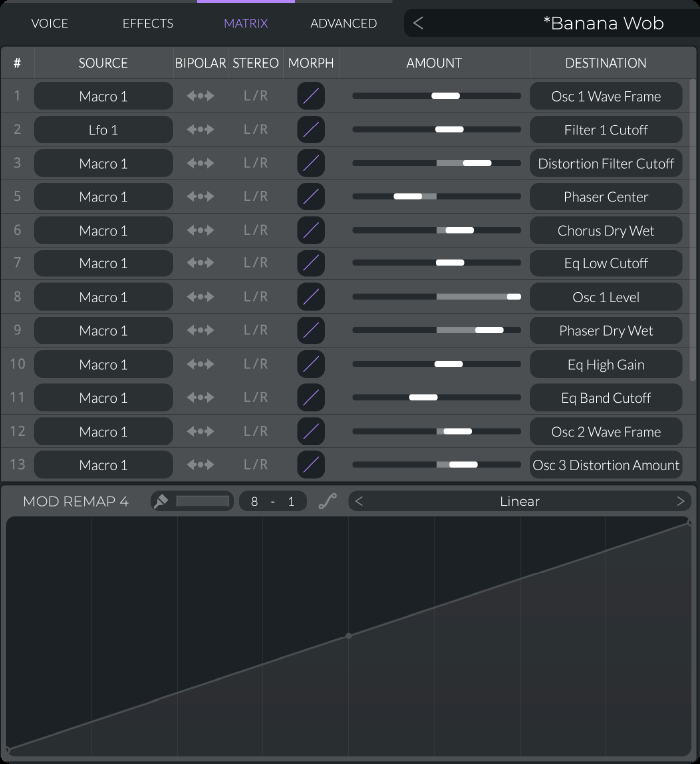 VOICE EFFECTS MATRIX ADVANCED < *Banana Wob
# SOURCE BIPOLAR STEREO MORPH AMOUNT DESTINATION
1 Macro 1 L/R Osc 1 Wave Frame
2 Lfo 1 L/R Filter 1 Cutoff
3 Macro 1 L/R Distortion Filter Cutoff
5 Macro 1 L/R Phaser Center
6 Macro 1 L/R Chorus Dry Wet
7 Macro 1 L/R Eq Low Cutoff
8 Macro 1 L/R Osc 1 Level
9 Macro 1 L/R Phaser Dry Wet
10 Macro 1 L/R Eq High Gain
11 Macro 1 L/R Eq Band Cutoff
12 Macro 1 L/R Osc 2 Wave Frame
13 Macro 1 L/R Osc 3 Distortion Amount
MOD REMAP 4 8 - 1 < Linear >